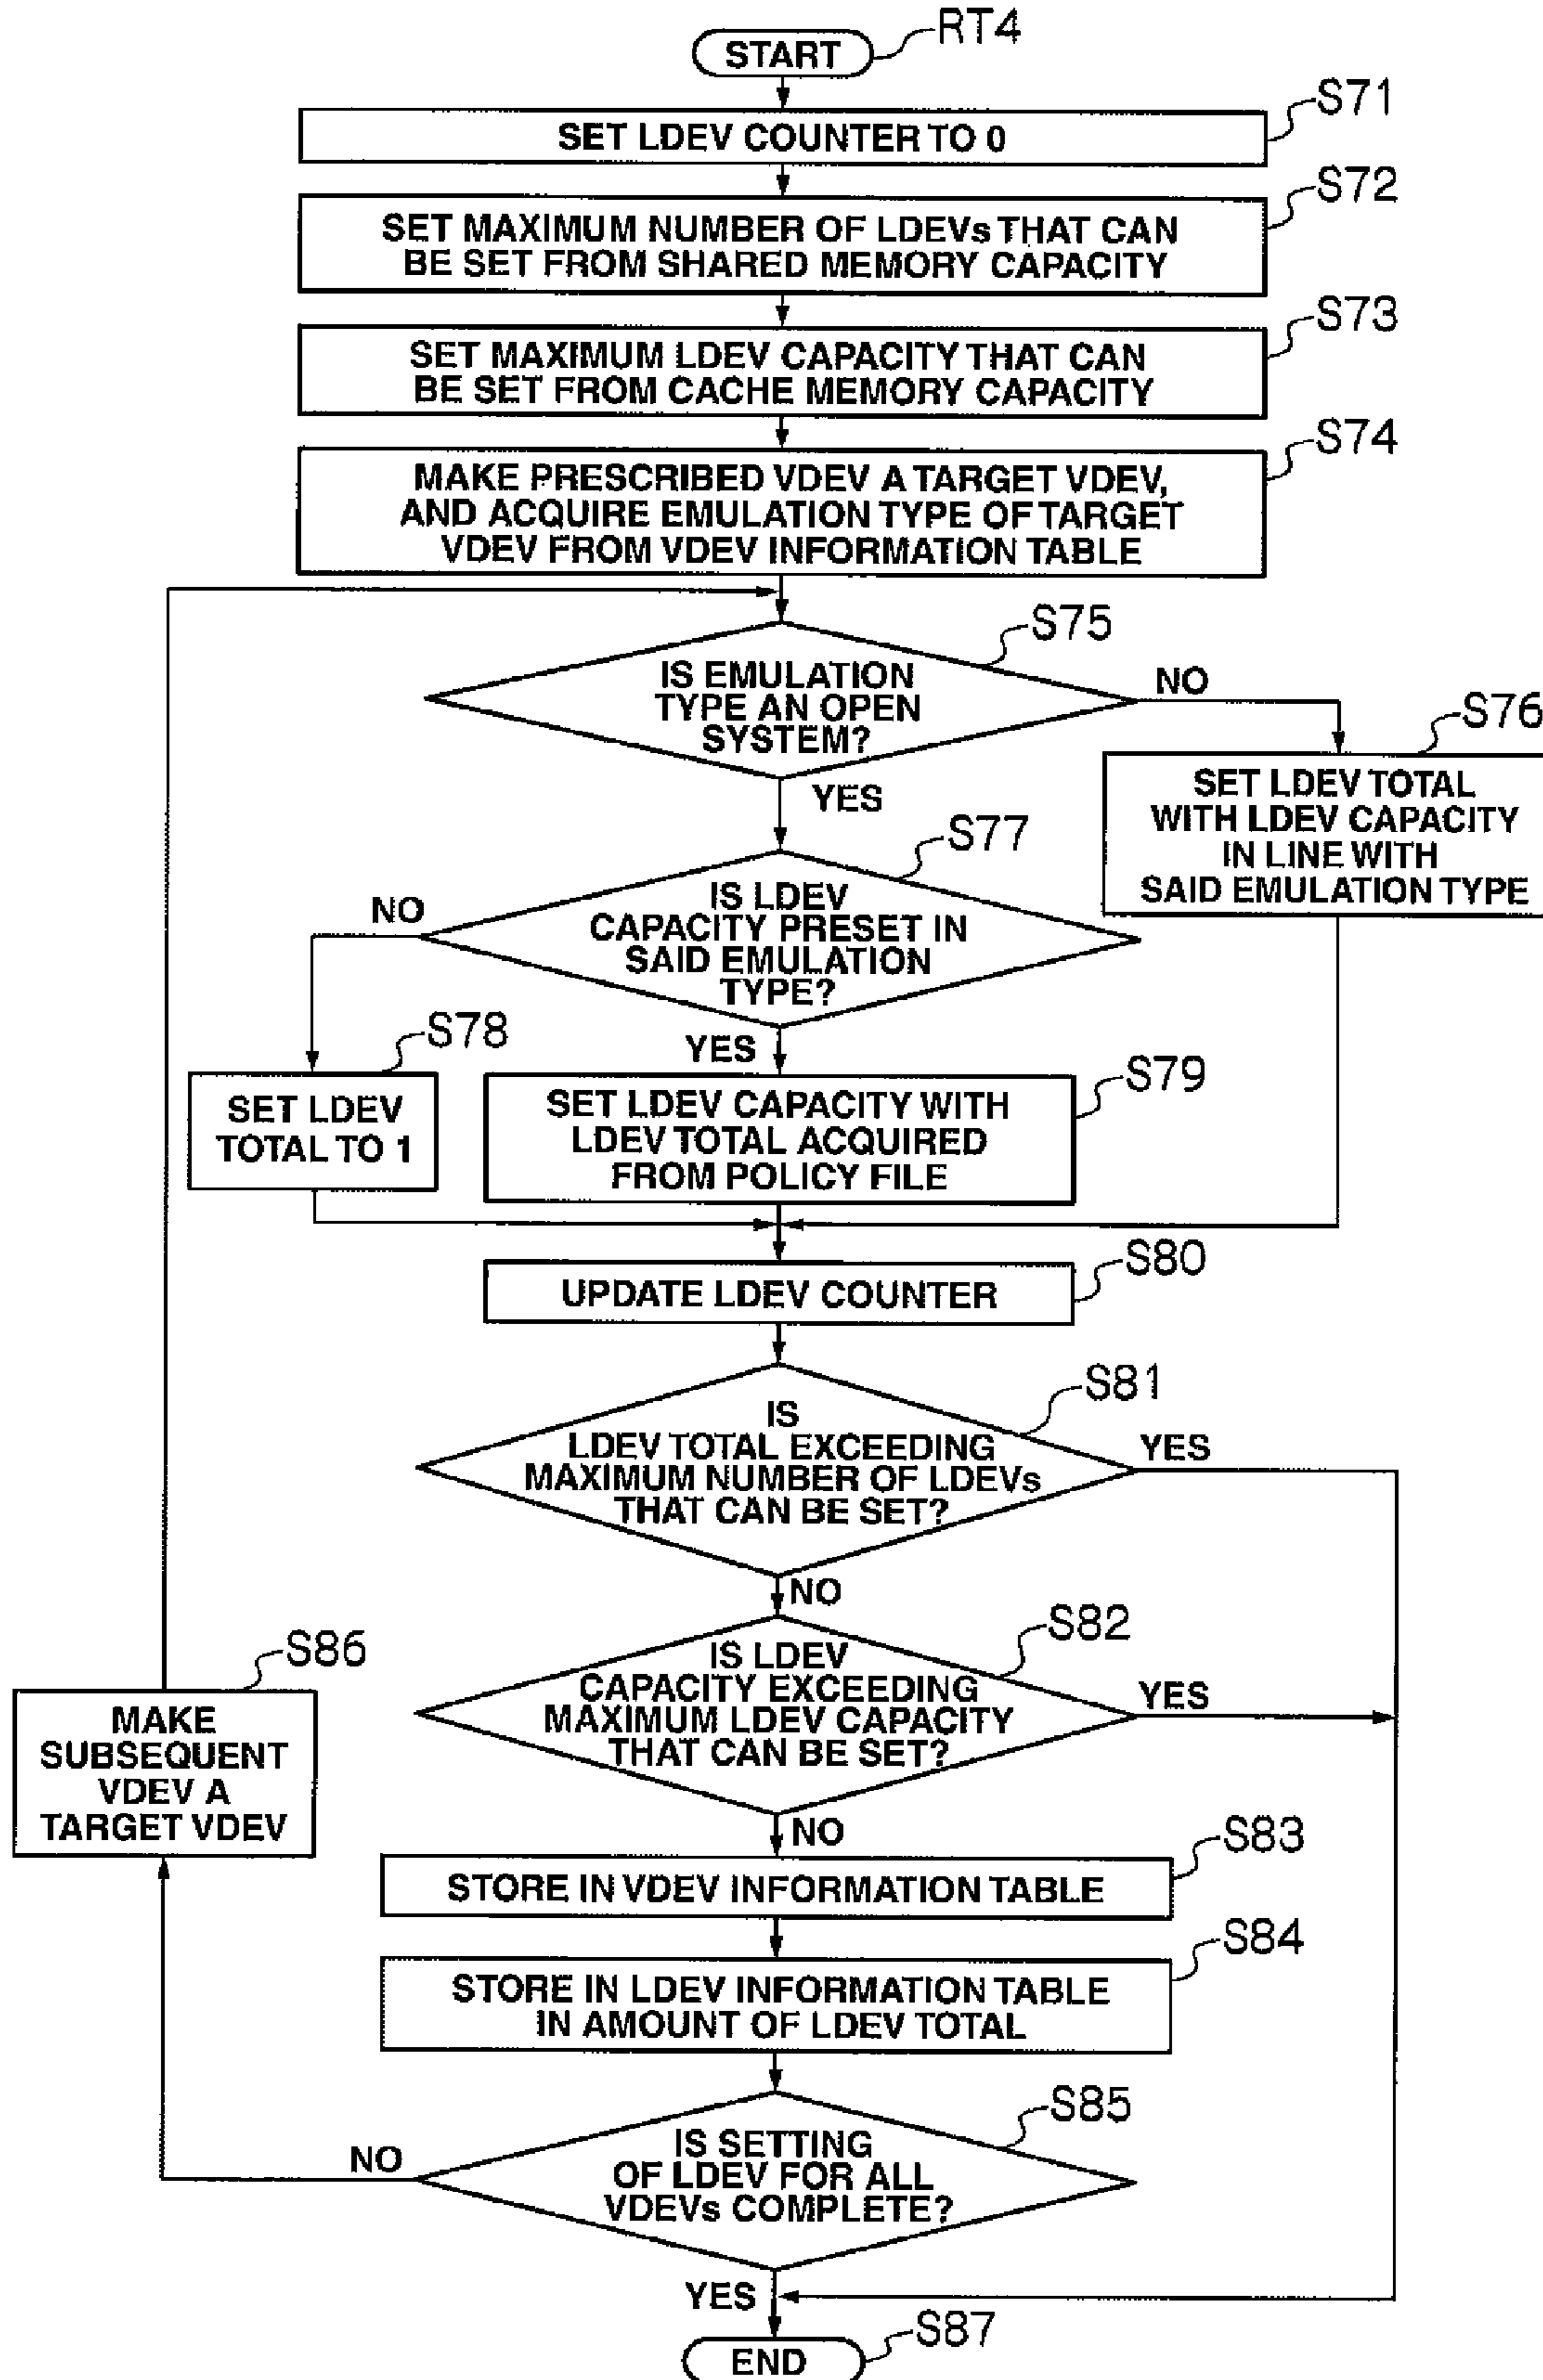 START
RT4
SET LDEV COUNTER TO 0
S71
SET MAXIMUM NUMBER OF LDEVs THAT CAN
BE SET FROM SHARED MEMORY CAPACITY
S72
SET MAXIMUM LDEV CAPACITY THAT CAN
BE SET FROM CACHE MEMORY CAPACITY
S73
MAKE PRESCRIBED VDEV A TARGET VDEV,
AND ACQUIRE EMULATION TYPE OF TARGET
VDEV FROM VDEV INFORMATION TABLE
S74
IS EMULATION
TYPE AN OPEN
SYSTEM?
S75
NO
YES
SET LDEV TOTAL
WITH LDEV CAPACITY
IN LINE WITH
SAID EMULATION TYPE
S76
IS LDEV
CAPACITY PRESET IN
SAID EMULATION
TYPE?
S77
NO
YES
SET LDEV
TOTAL TO 1
S78
SET LDEV CAPACITY WITH
LDEV TOTAL ACQUIRED
FROM POLICY FILE
S79
UPDATE LDEV COUNTER
S80
IS
LDEV TOTAL EXCEEDING
MAXIMUM NUMBER OF LDEVs
THAT CAN BE SET?
S81
YES
NO
IS LDEV
CAPACITY EXCEEDING
MAXIMUM LDEV CAPACITY
THAT CAN BE SET?
S82
YES
NO
MAKE
SUBSEQUENT
VDEV A
TARGET VDEV
S86
STORE IN VDEV INFORMATION TABLE
S83
STORE IN LDEV INFORMATION TABLE
IN AMOUNT OF LDEV TOTAL
S84
IS SETTING
OF LDEV FOR ALL
VDEVs COMPLETE?
S85
NO
YES
END
S87